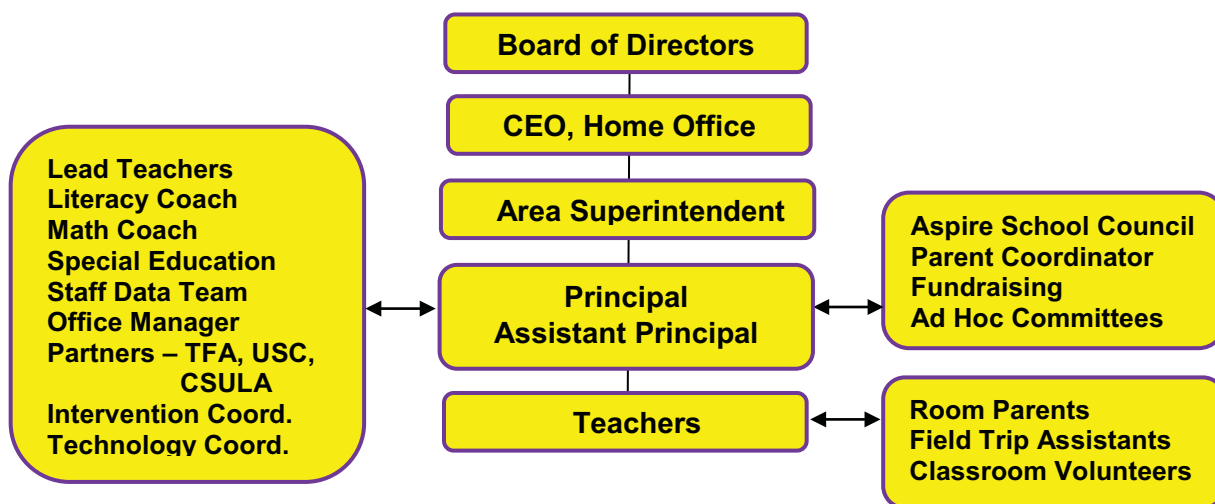 Board of Directors
CEO, Home Office
Area Superintendent
Principal
Assistant Principal
Teachers
Lead Teachers
Literacy Coach
Math Coach
Special Education
Staff Data Team
Office Manager
Partners – TFA, USC,
CSULA
Intervention Coord.
Technology Coord.
Aspire School Council
Parent Coordinator
Fundraising
Ad Hoc Committees
Room Parents
Field Trip Assistants
Classroom Volunteers